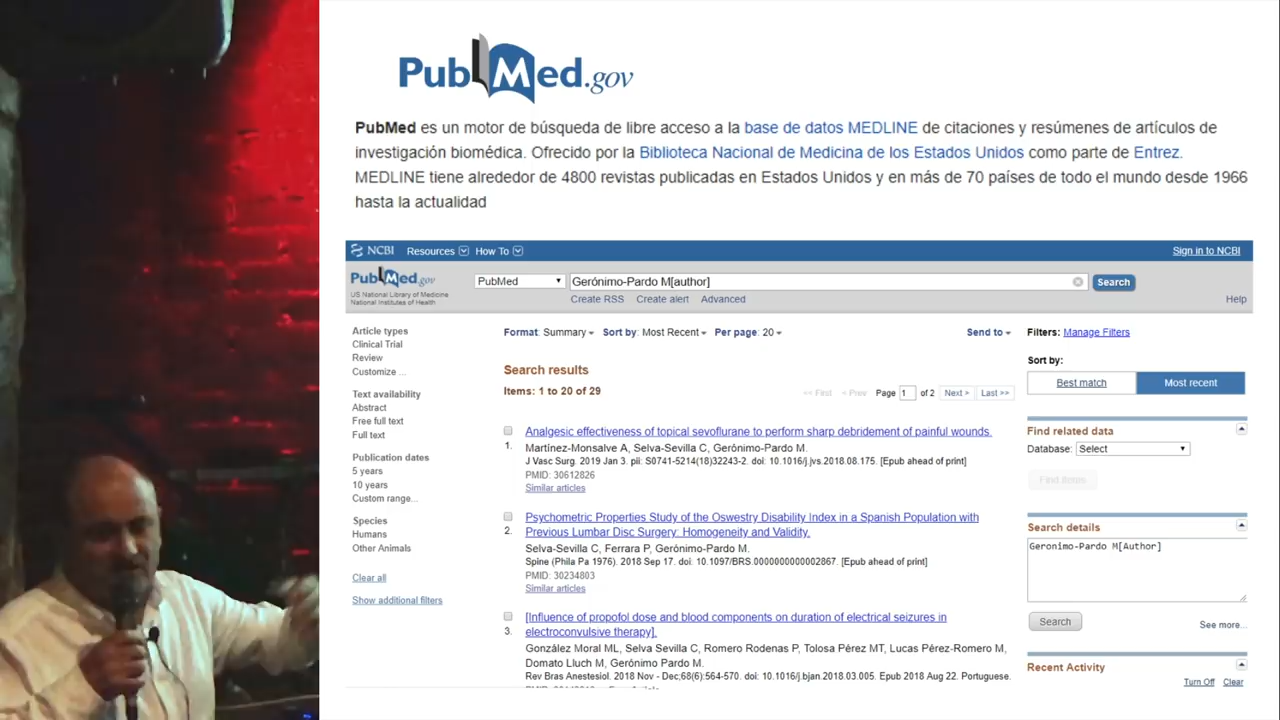 PubMed.gov
PubMed es un motor de búsqueda de libre acceso a la base de datos MEDLINE de citaciones y resúmenes de artículos de
investigación biomédica. Ofrecido por la Biblioteca Nacional de Medicina de los Estados Unidos como parte de Entrez.
MEDLINE tiene alrededor de 4800 revistas publicadas en Estados Unidos y en más de 70 países de todo el mundo desde 1966
hasta la actualidad
NCBI Resources How To Sign in to NCBI
PubMed.gov
US National Library of Medicine
National Institutes of Health
PubMed Gerónimo-Pardo M[author] Search
Create RSS Create alert Advanced Help
Article types
Clinical Trial
Review
Customize ...
Text availability
Abstract
Free full text
Full text
Publication dates
5 years
10 years
Custom range...
Species
Humans
Other Animals
Clear all
Show additional filters
Format: Summary Sort by: Most Recent Per page: 20 Send to
Search results
Items: 1 to 20 of 29
<< First < Prev Page 1 of 2 Next > Last >>
Analgesic effectiveness of topical sevoflurane to perform sharp debridement of painful wounds.
1. Martínez-Monsalve A, Selva-Sevilla C, Gerónimo-Pardo M.
J Vasc Surg. 2019 Jan 3. pii: S0741-5214(18)32243-2. doi: 10.1016/j.jvs.2018.08.175. [Epub ahead of print]
PMID: 30612826
Similar articles
Psychometric Properties Study of the Oswestry Disability Index in a Spanish Population with
2. Previous Lumbar Disc Surgery: Homogeneity and Validity.
Selva-Sevilla C, Ferrara P, Gerónimo-Pardo M.
Spine (Phila Pa 1976). 2018 Sep 17. doi: 10.1097/BRS.0000000000002867. [Epub ahead of print]
PMID: 30234803
Similar articles
[Influence of propofol dose and blood components on duration of electrical seizures in
3. electroconvulsive therapy].
González Moral ML, Selva Sevilla C, Romero Rodenas P, Tolosa Pérez MT, Lucas Pérez-Romero M,
Domato Lluch M, Gerónimo Pardo M.
Rev Bras Anestesiol. 2018 Nov - Dec;68(6):564-570. doi: 10.1016/j.bjan.2018.03.005. Epub 2018 Aug 22. Portuguese.
Filters: Manage Filters
Sort by:
Best match Most recent
Find related data
Database: Select
Find items
Search details
Geronimo-Pardo M[Author]
Search See more...
Recent Activity
Turn Off Clear